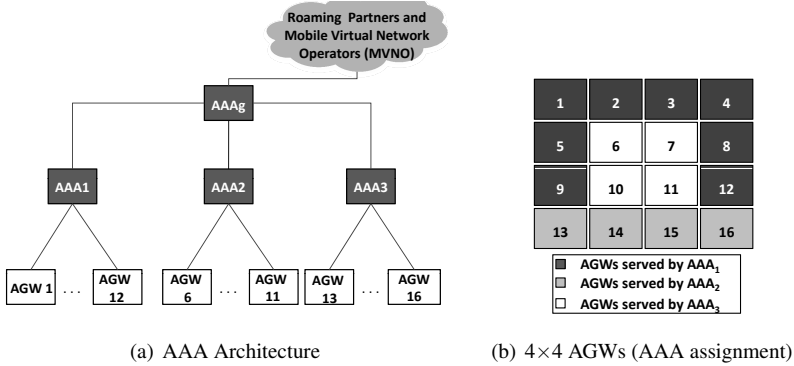 Roaming Partners and
Mobile Virtual Network
Operators (MVNO)
AAAg
AAA1
AAA2
AAA3
AGW 1
. . .
AGW
12
AGW
6
. . .
AGW
11
AGW
13
. . .
AGW
16
(a) AAA Architecture
1 2 3 4
5 6 7 8
9 10 11 12
13 14 15 16
AGWs served by AAA₁
AGWs served by AAA₂
AGWs served by AAA₃
(b) 4×4 AGWs (AAA assignment)